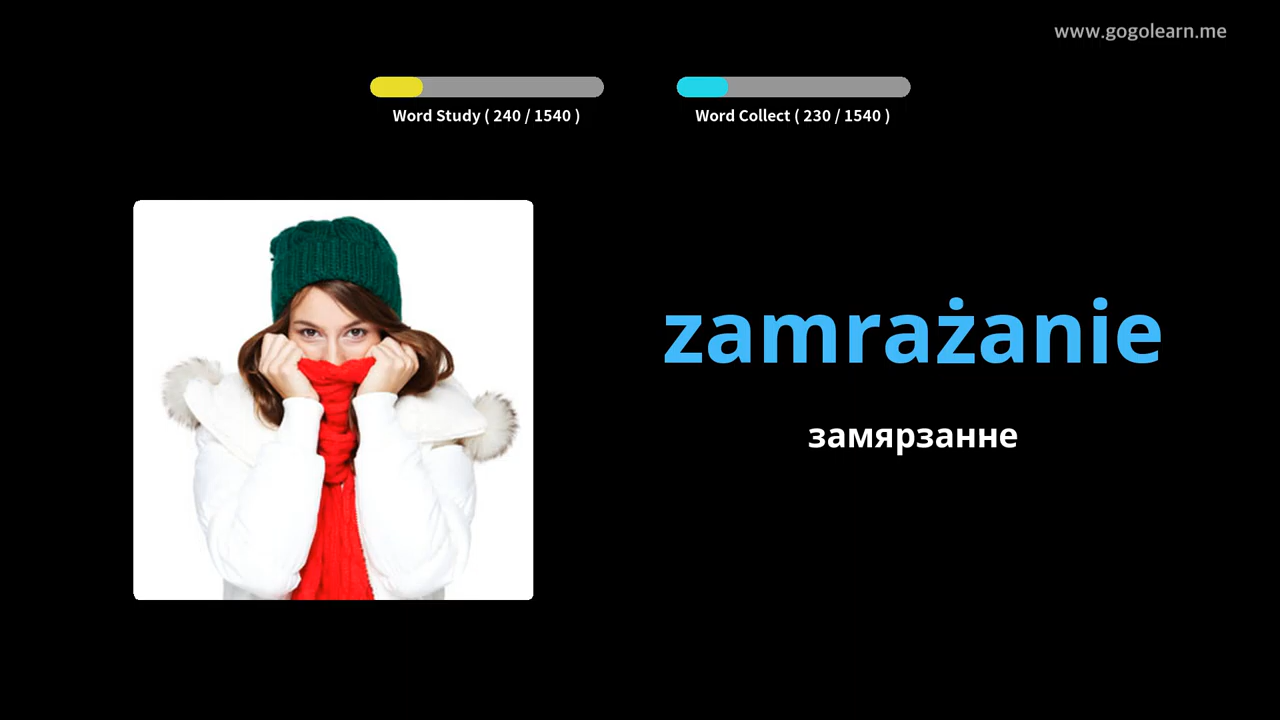 www.gogolearn.me
Word Study ( 240 / 1540 )
Word Collect ( 230 / 1540 )
zamrażanie
замярзанне